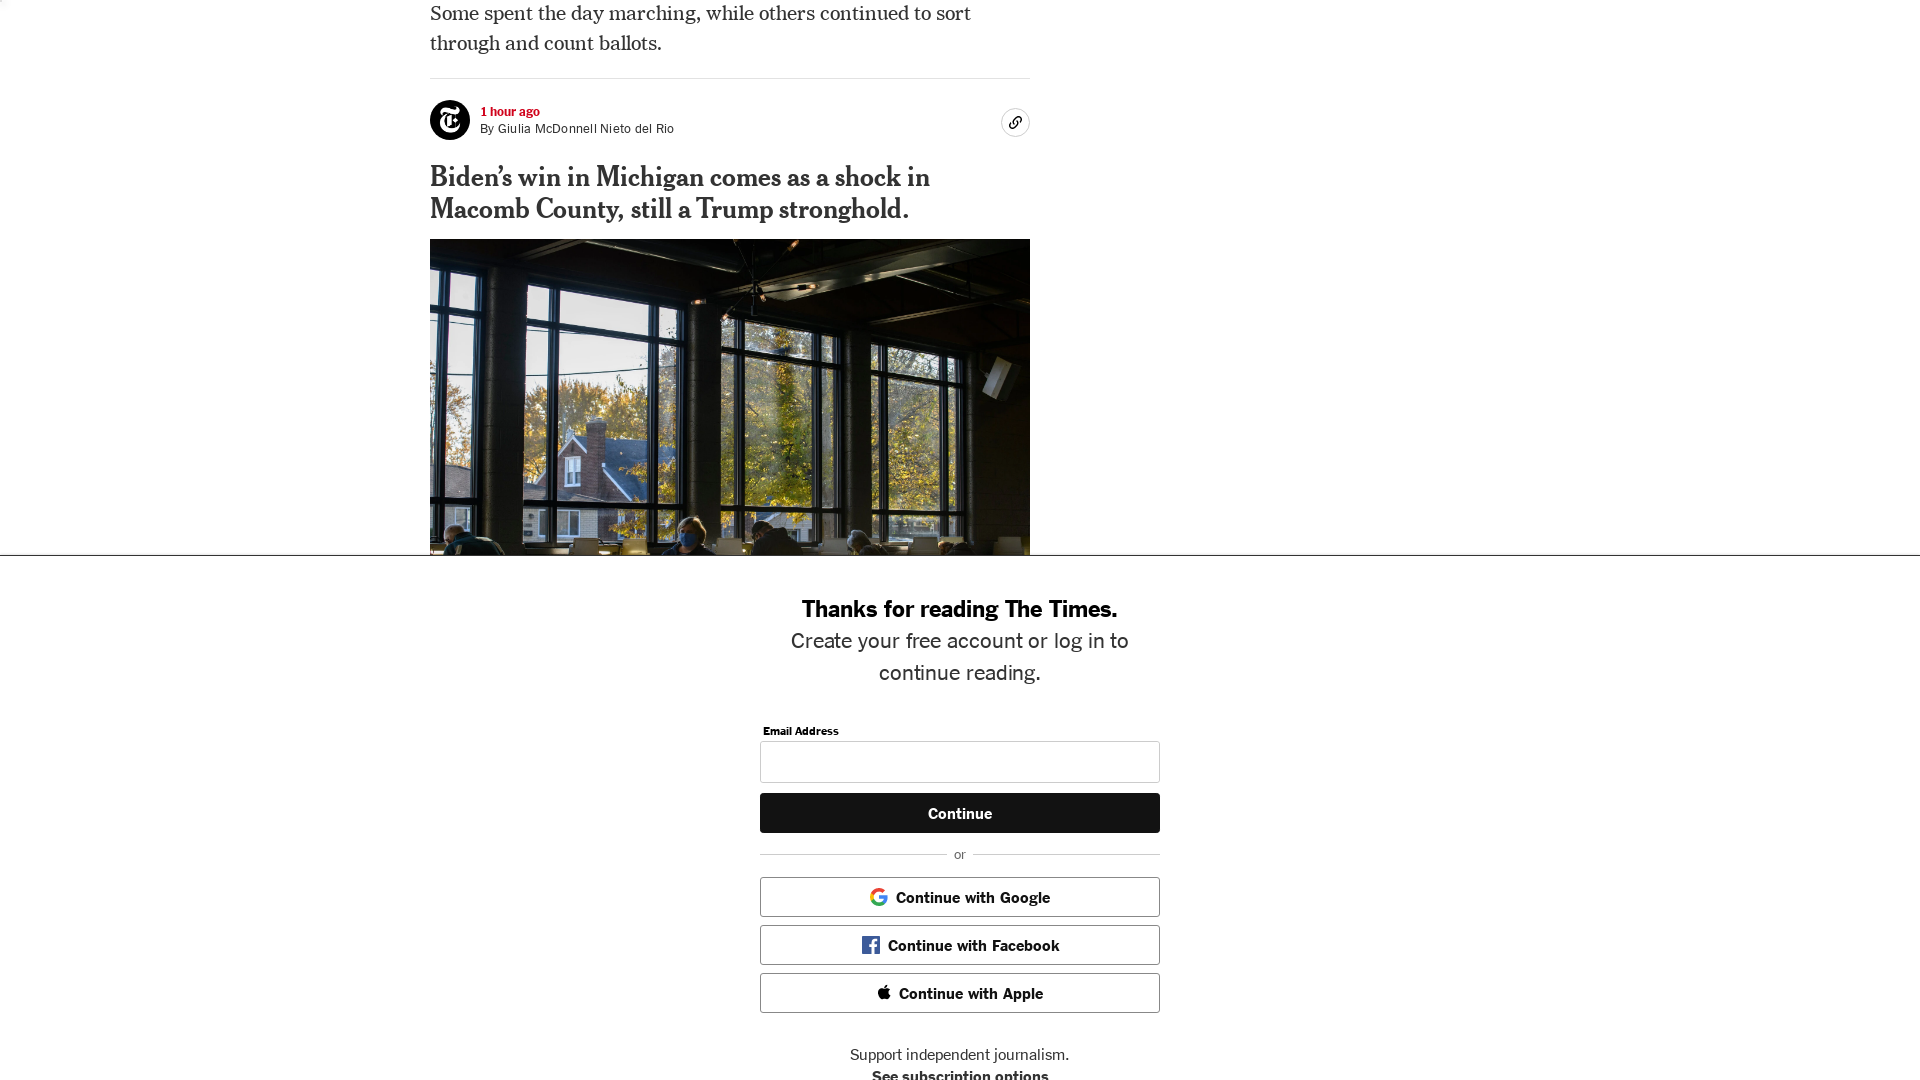 Some spent the day marching, while others continued to sort
through and count ballots.
1 hour ago
By Giulia McDonnell Nieto del Rio
Biden’s win in Michigan comes as a shock in
Macomb County, still a Trump stronghold.
Thanks for reading The Times.
Create your free account or log in to
continue reading.
Email Address
Continue
or
Continue with Google
Continue with Facebook
Continue with Apple
Support independent journalism.
See subscription options